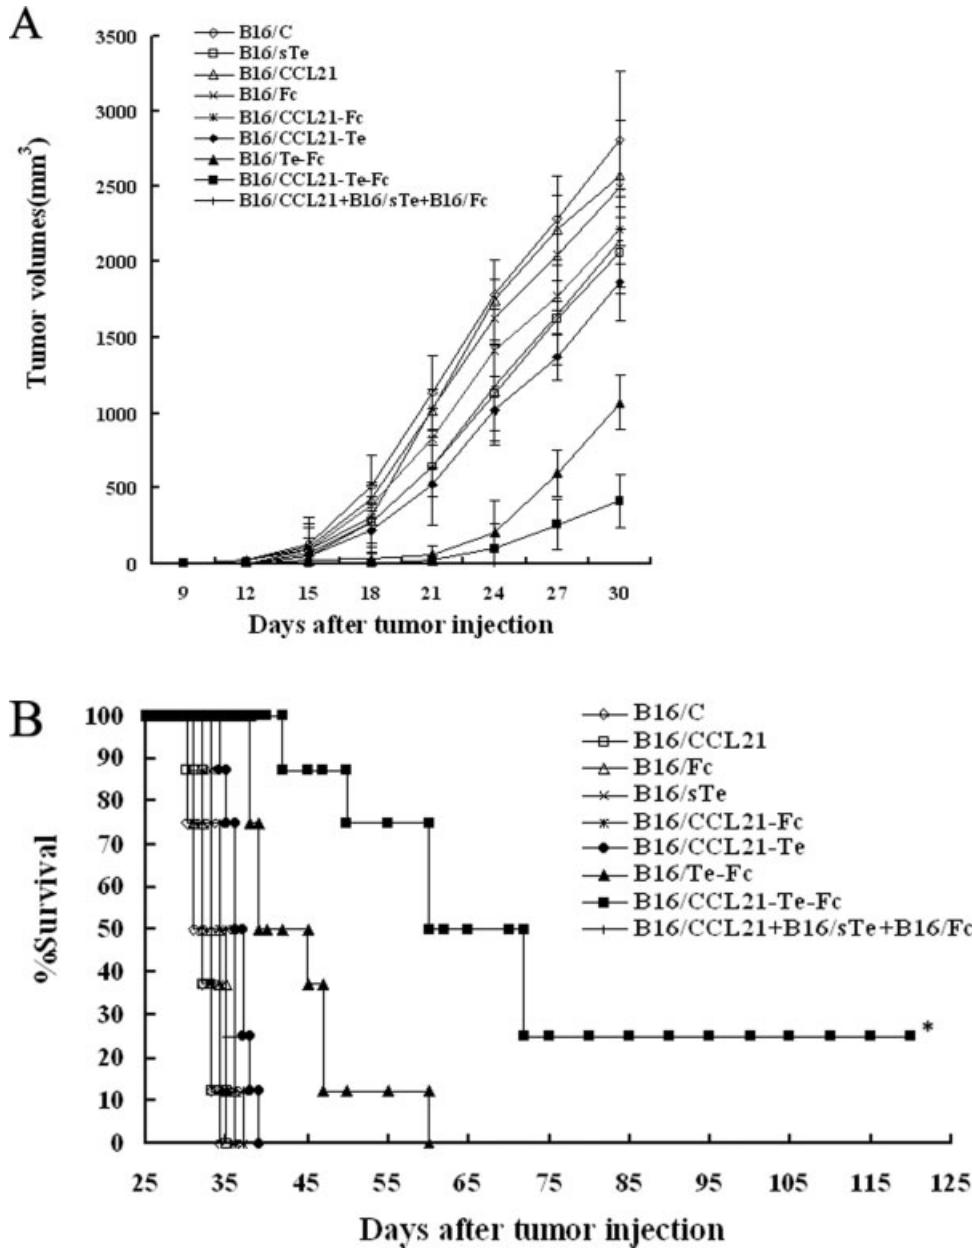 A
3500
3000
2500
2000
1500
1000
500
0
Tumor volumes(mm³)
B16/C
B16/sTe
B16/CCL21
B16/Fc
B16/CCL21-Fc
B16/CCL21-Te
B16/Te-Fc
B16/CCL21-Te-Fc
B16/CCL21+B16/sTe+B16/Fc
9 12 15 18 21 24 27 30
Days after tumor injection
B
100
90
80
70
60
50
40
30
20
10
0
%Survival
B16/C
B16/CCL21
B16/Fc
B16/sTe
B16/CCL21-Fc
B16/CCL21-Te
B16/Te-Fc
B16/CCL21-Te-Fc
B16/CCL21+B16/sTe+B16/Fc
*
25 35 45 55 65 75 85 95 105 115 125
Days after tumor injection